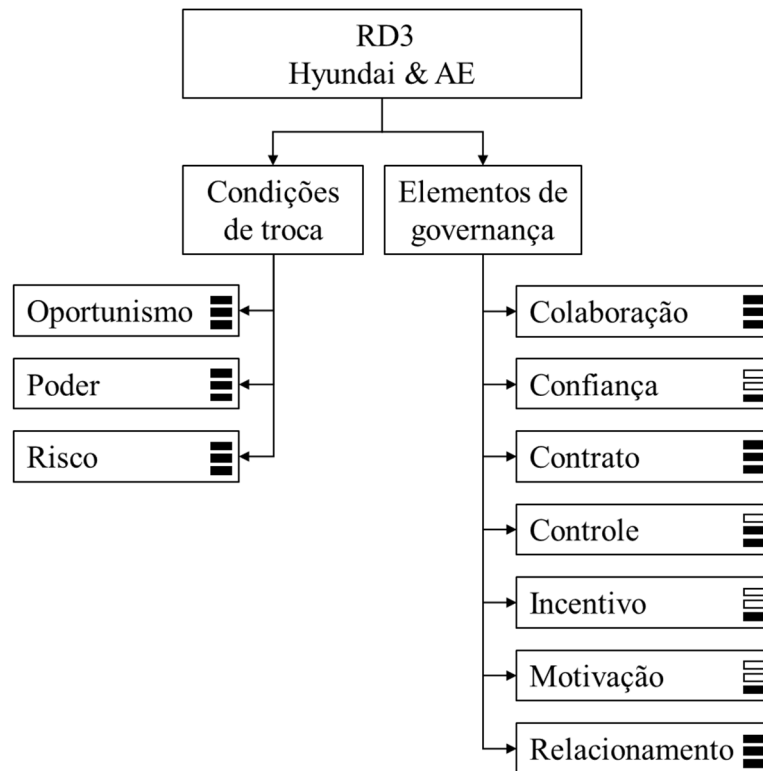 RD3
Hyundai & AE
Condições
de troca
Elementos de
governança
Oportunismo
Poder
Risco
Colaboração
Confiança
Contrato
Controle
Incentivo
Motivação
Relacionamento